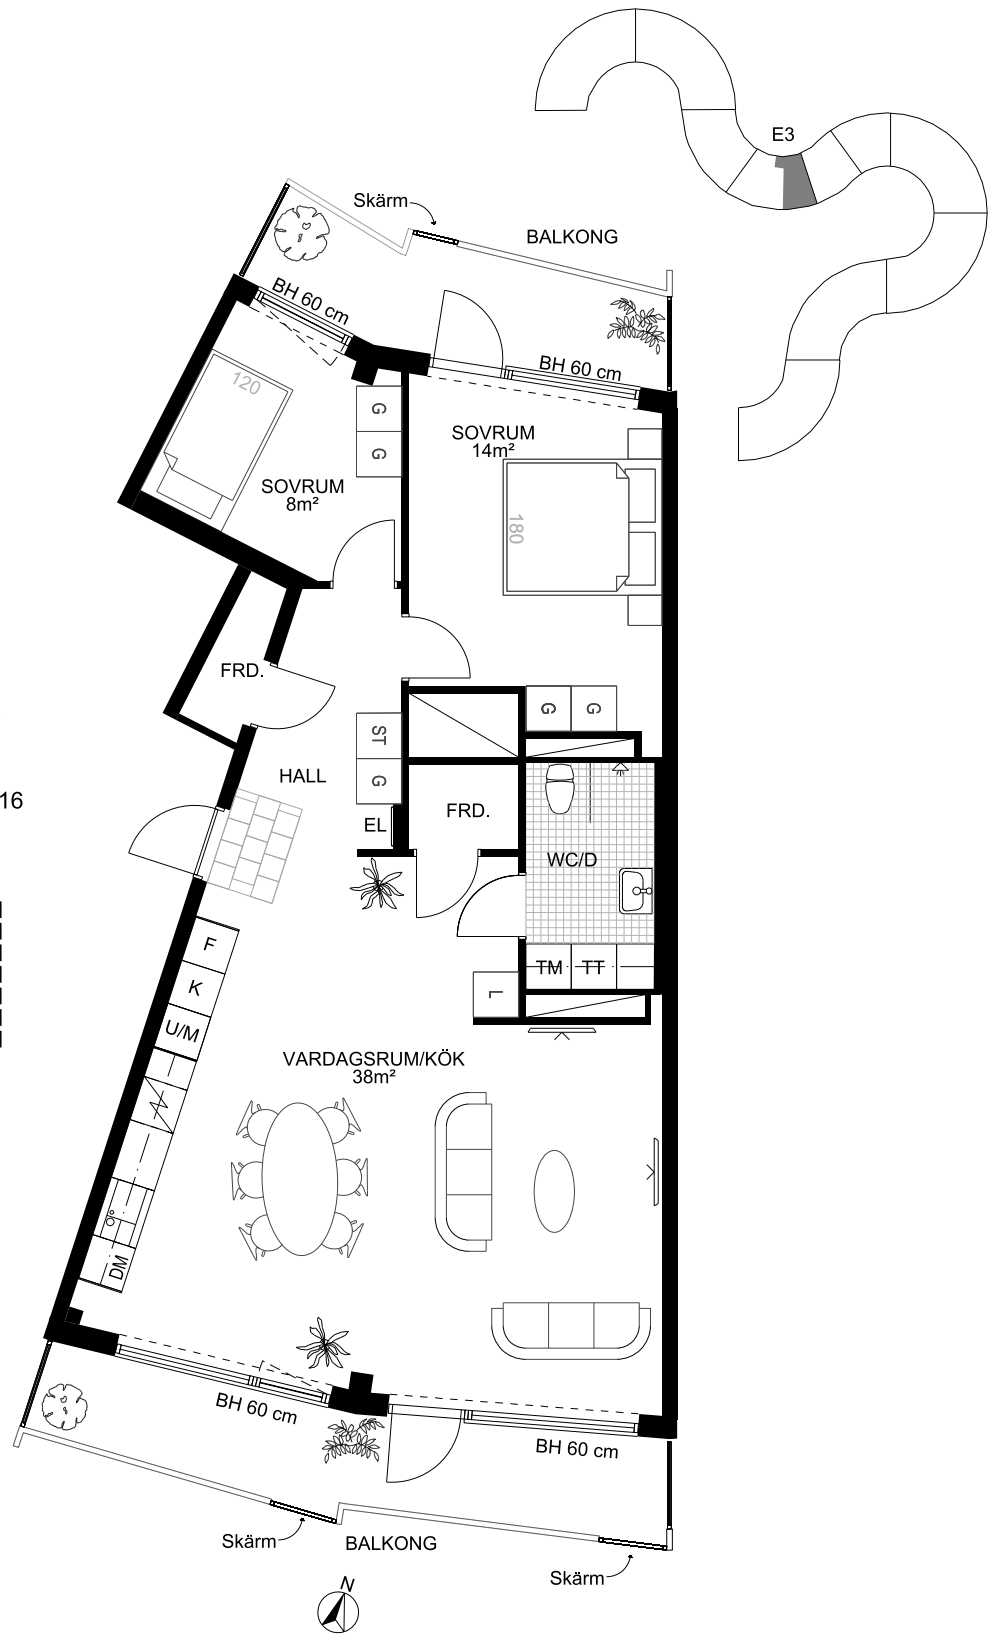 E3
Skärm
BALKONG
BH 60 cm
BH 60 cm
120
G
G
SOVRUM
14m²
SOVRUM
8m²
180
FRD.
G
G
ST
G
HALL
16
FRD.
EL
WC/D
F
K
U/M
TM
TT
L
VARDAGSRUM/KÖK
38m²
DM
BH 60 cm
BH 60 cm
Skärm
BALKONG
Skärm
N